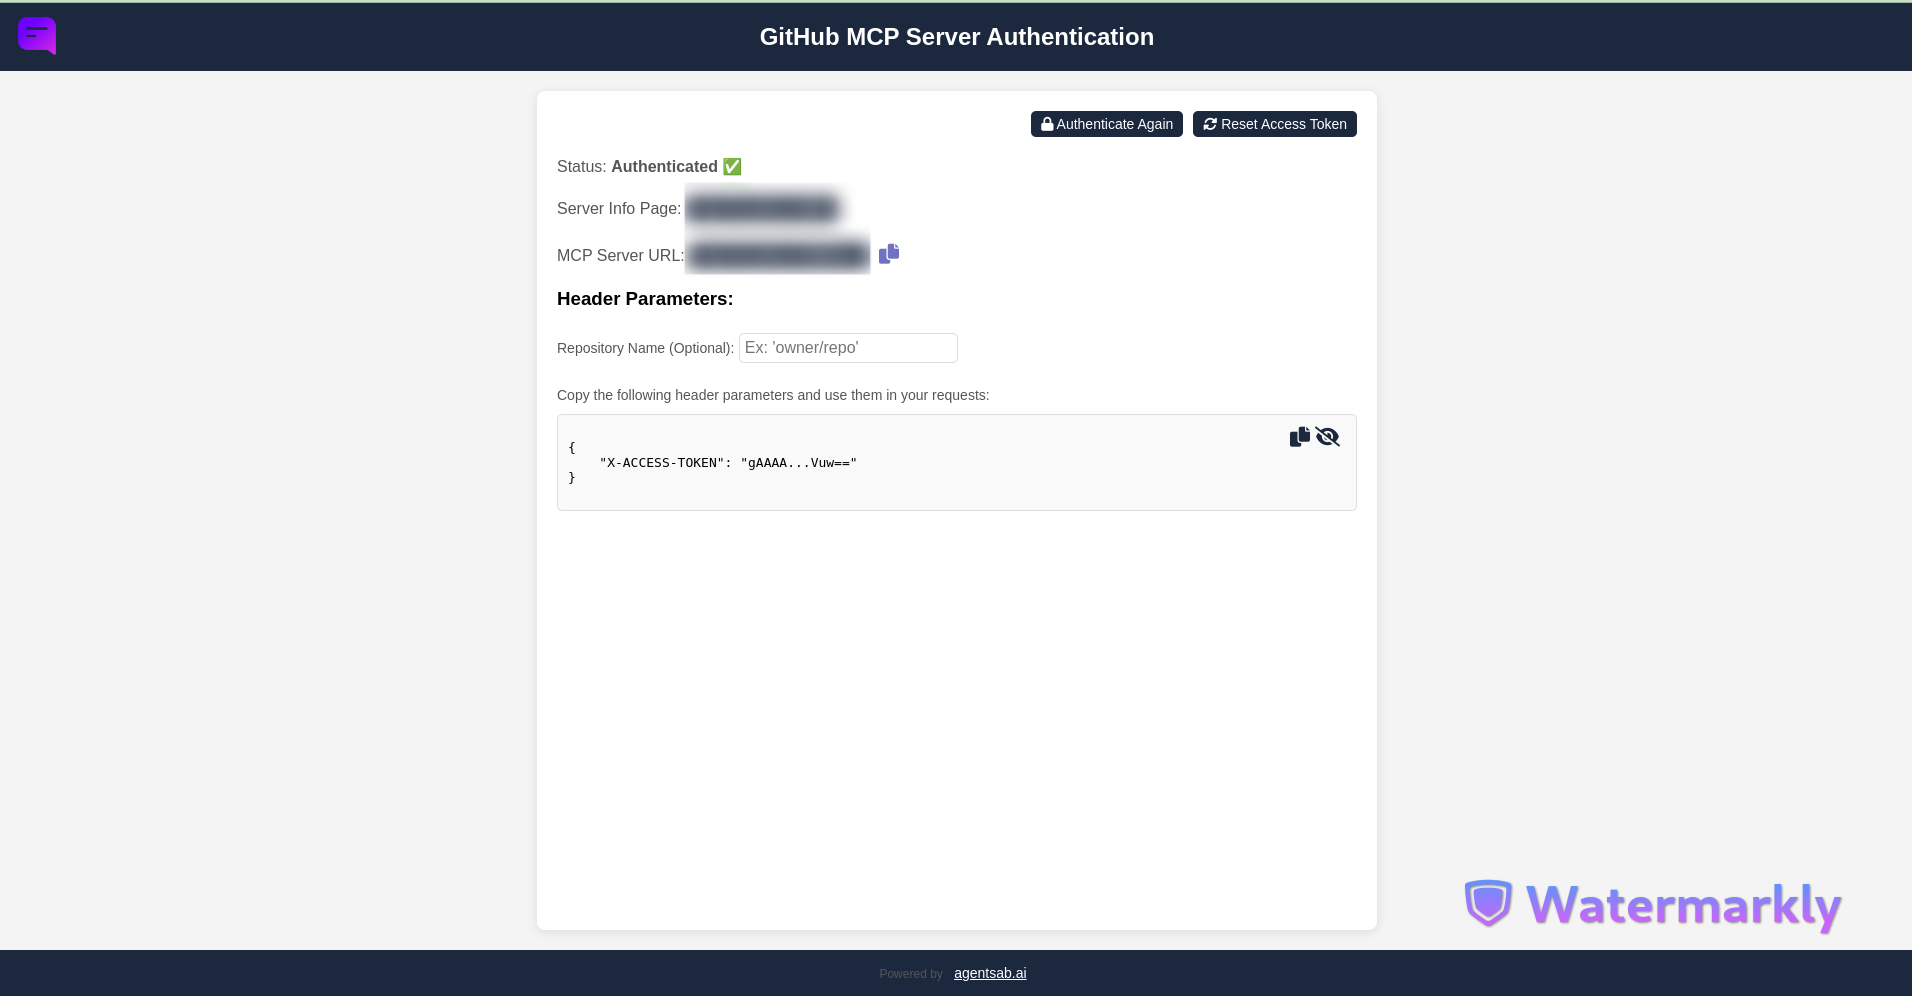 GitHub MCP Server Authentication
Authenticate Again
Reset Access Token
Status: Authenticated ✅
Server Info Page:
MCP Server URL:
Header Parameters:
Repository Name (Optional): Ex: 'owner/repo'
Copy the following header parameters and use them in your requests:
{
    "X-ACCESS-TOKEN": "gAAAA...Vuw=="
}
Watermarkly
Powered by agentsab.ai